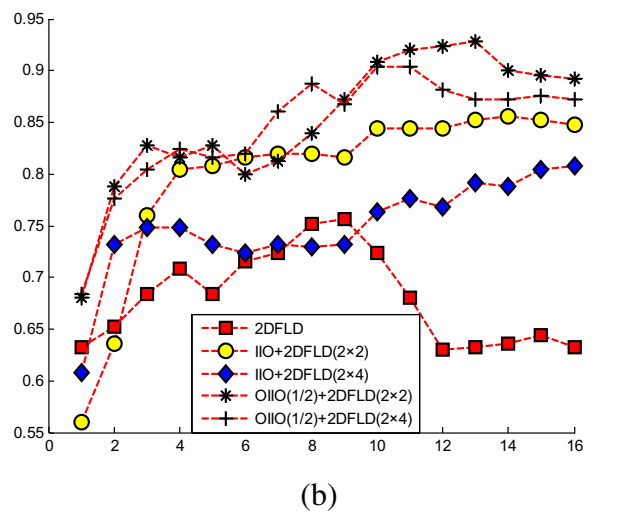 0.95
0.9
0.85
0.8
0.75
0.7
0.65
0.6
0.55
0 2 4 6 8 10 12 14 16
2DFLD
IIO+2DFLD(2×2)
IIO+2DFLD(2×4)
OIIO(1/2)+2DFLD(2×2)
OIIO(1/2)+2DFLD(2×4)
(b)